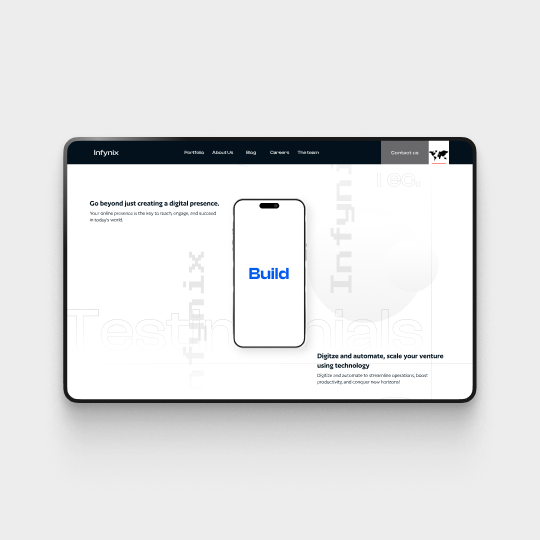 Infynix
Portfolio About Us Blog Careers The team
Contact us
Tec.
Go beyond just creating a digital presence.
Your online presence is the key to reach, engage, and succeed
in today's world.
Infynix
Infynix
Build
Testimonials
Digitze and automate, scale your venture
using technology
Digitize and automate to streamline operations, boost
productivity, and conquer new horizons!